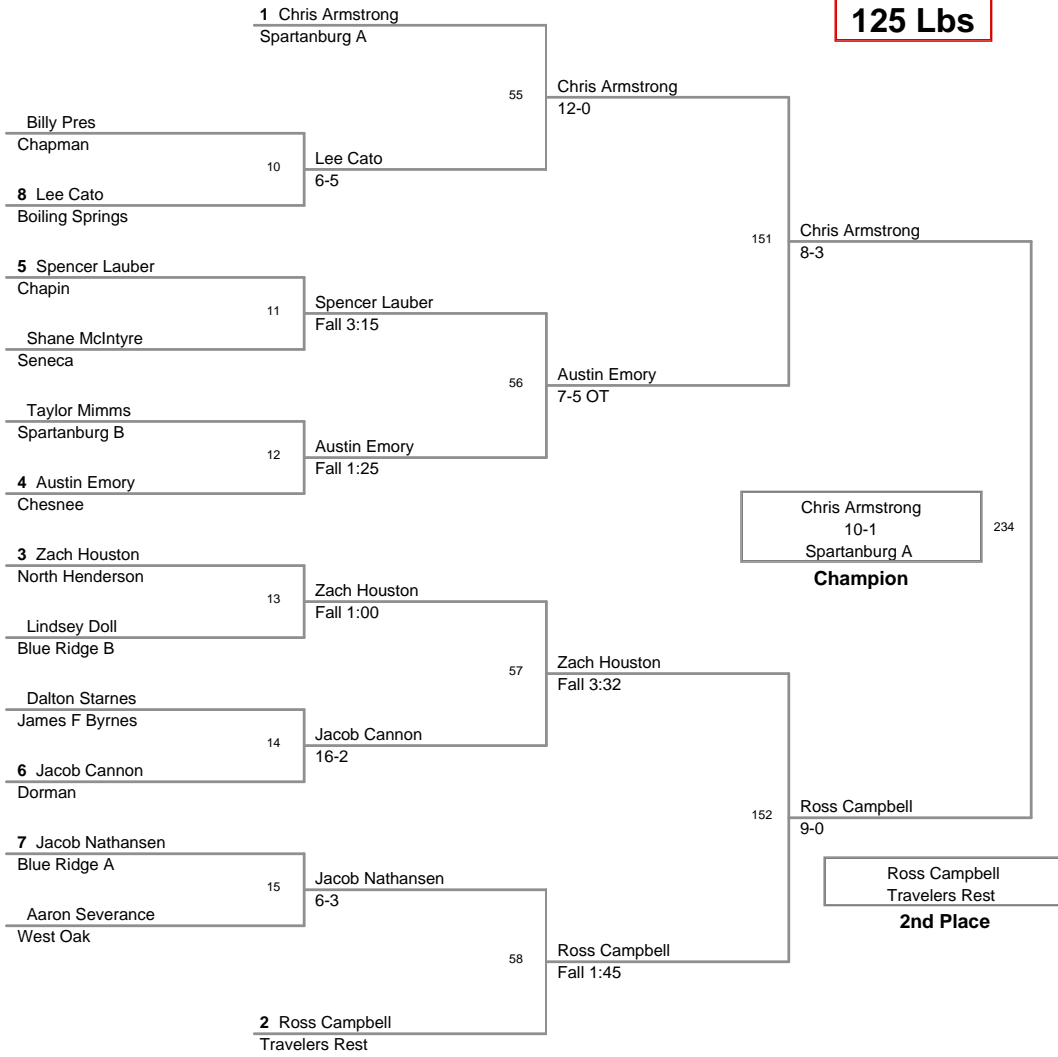 125 Lbs
1 Chris Armstrong
Spartanburg A
55
Chris Armstrong
12-0
Billy Pres
Chapman
10
Lee Cato
6-5
8 Lee Cato
Boiling Springs
151
Chris Armstrong
8-3
5 Spencer Lauber
Chapin
11
Spencer Lauber
Fall 3:15
Shane McIntyre
Seneca
56
Austin Emory
7-5 OT
Taylor Mimms
Spartanburg B
12
Austin Emory
Fall 1:25
4 Austin Emory
Chesnee
Chris Armstrong
10-1
Spartanburg A
Champion
234
3 Zach Houston
North Henderson
13
Zach Houston
Fall 1:00
Lindsey Doll
Blue Ridge B
57
Zach Houston
Fall 3:32
Dalton Starnes
James F Byrnes
14
Jacob Cannon
16-2
6 Jacob Cannon
Dorman
152
Ross Campbell
9-0
7 Jacob Nathansen
Blue Ridge A
15
Jacob Nathansen
6-3
Aaron Severance
West Oak
Ross Campbell
Travelers Rest
2nd Place
58
Ross Campbell
Fall 1:45
2 Ross Campbell
Travelers Rest